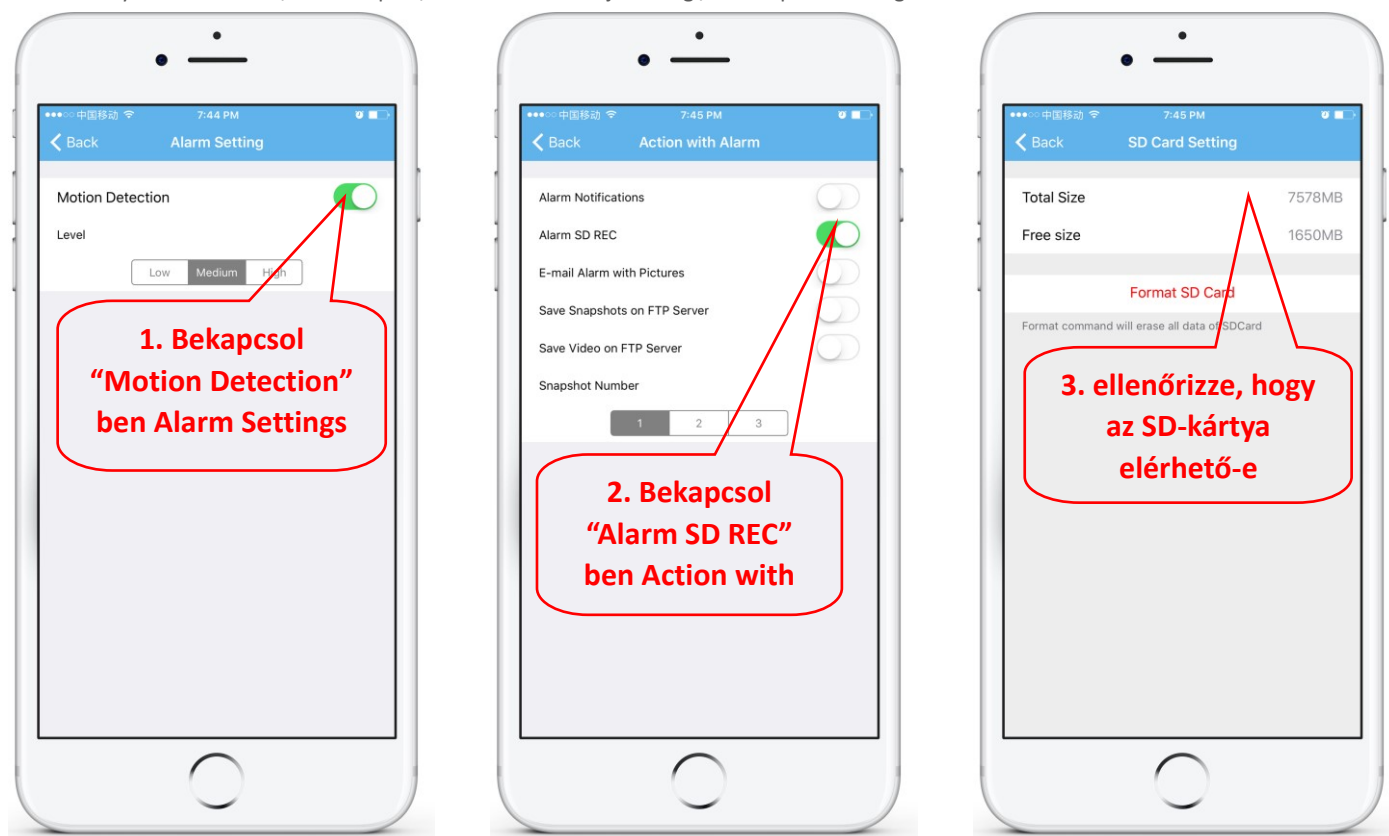 中国移动 7:44 PM
Back Alarm Setting
Motion Detection
Level
Low Medium High
1. Bekapcsol
“Motion Detection”
ben Alarm Settings
中国移动 7:45 PM
Back Action with Alarm
Alarm Notifications
Alarm SD REC
E-mail Alarm with Pictures
Save Snapshots on FTP Server
Save Video on FTP Server
Snapshot Number
1 2 3
2. Bekapcsol
“Alarm SD REC”
ben Action with
中国移动 7:45 PM
Back SD Card Setting
Total Size 7578MB
Free size 1650MB
Format SD Card
Format command will erase all data of SDCard
3. ellenőrizze, hogy
az SD-kártya
elérhető-e